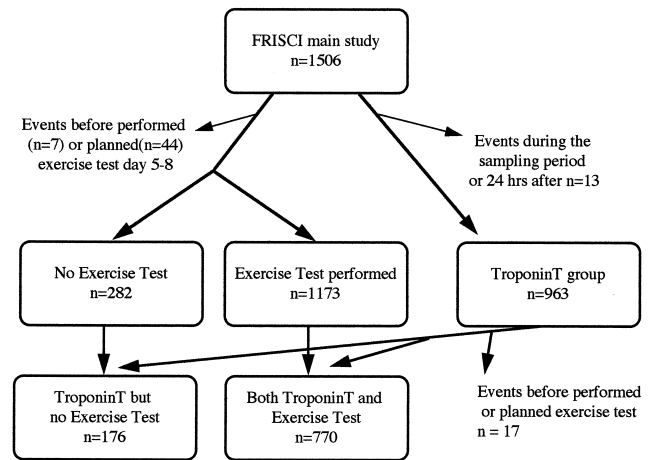 FRISCI main study
n=1506
Events before performed
(n=7) or planned(n=44)
exercise test day 5-8
Events during the
sampling period
or 24 hrs after n=13
No Exercise Test
n=282
Exercise Test performed
n=1173
TroponinT group
n=963
TroponinT but
no Exercise Test
n=176
Both TroponinT and
Exercise Test
n=770
Events before performed
or planned exercise test
n = 17